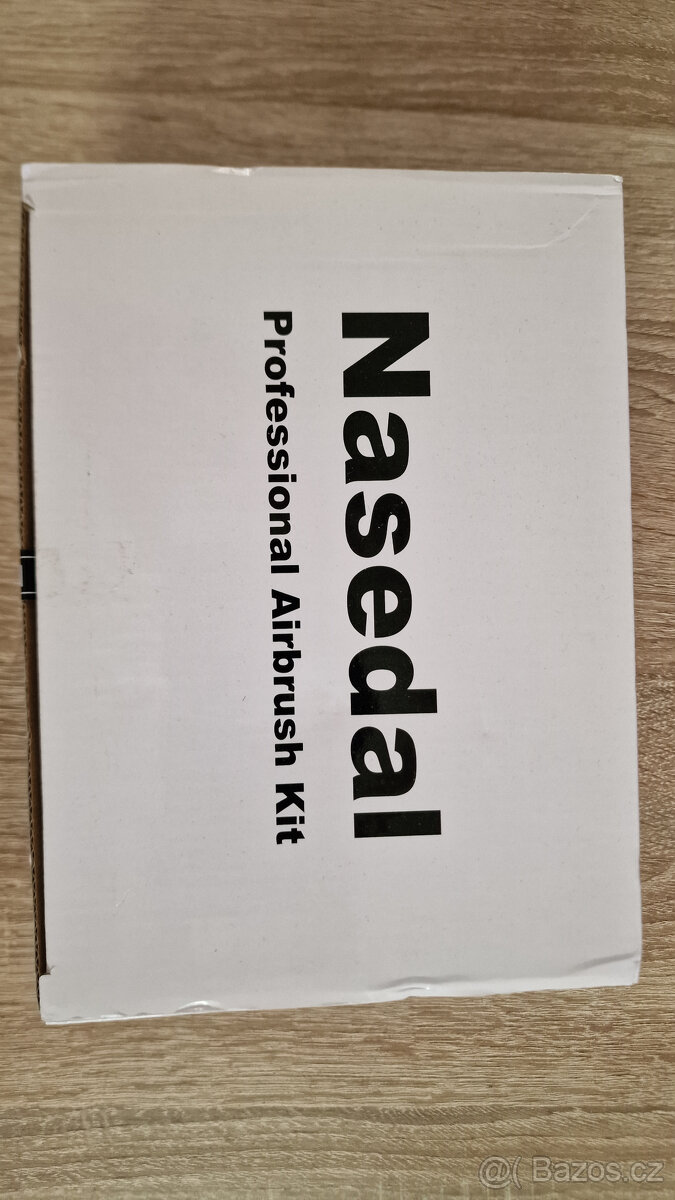 Nasedal
Professional Airbrush Kit
@( Bazos.cz